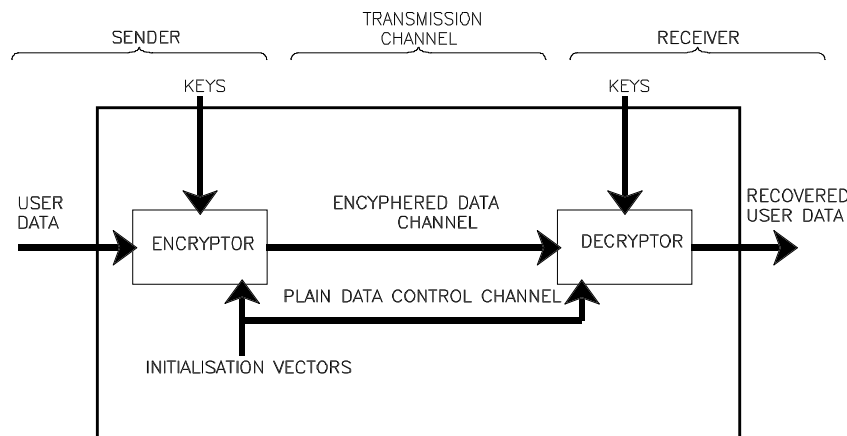 SENDER
TRANSMISSION
CHANNEL
RECEIVER
KEYS
KEYS
USER
DATA
ENCRYPTOR
ENCYPHERED DATA
CHANNEL
DECRYPTOR
RECOVERED
USER DATA
PLAIN DATA CONTROL CHANNEL
INITIALISATION VECTORS